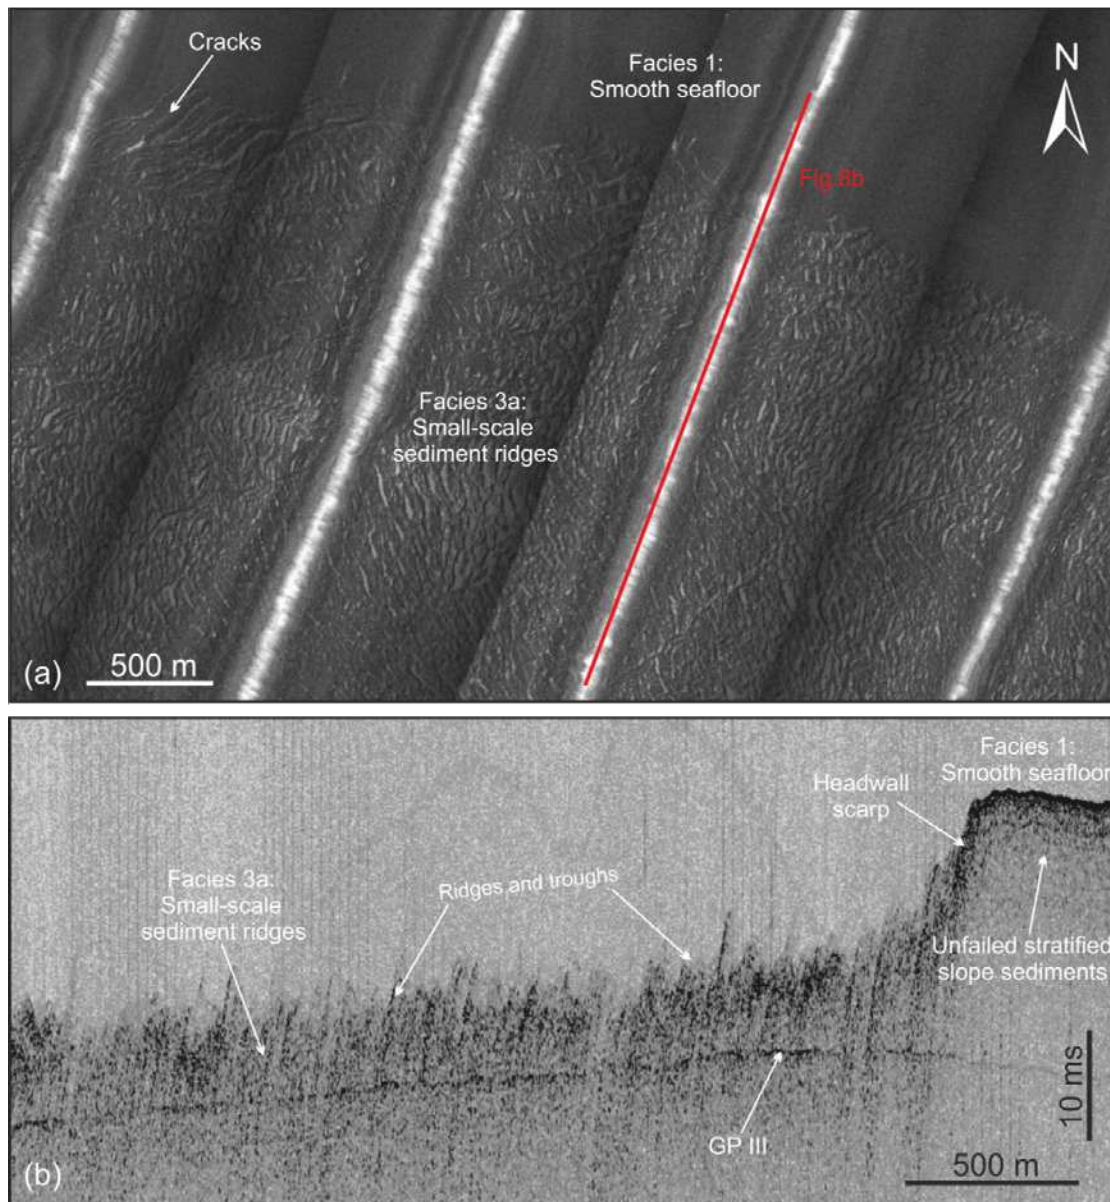 Cracks
Facies 1:
Smooth seafloor
N
Fig.8b
Facies 3a:
Small-scale
sediment ridges
500 m
(a)
Facies 1:
Smooth seafloor
Headwall
scarp
Facies 3a:
Small-scale
sediment ridges
Ridges and troughs
Unfailed stratified
slope sediments
10 ms
GP III
500 m
(b)